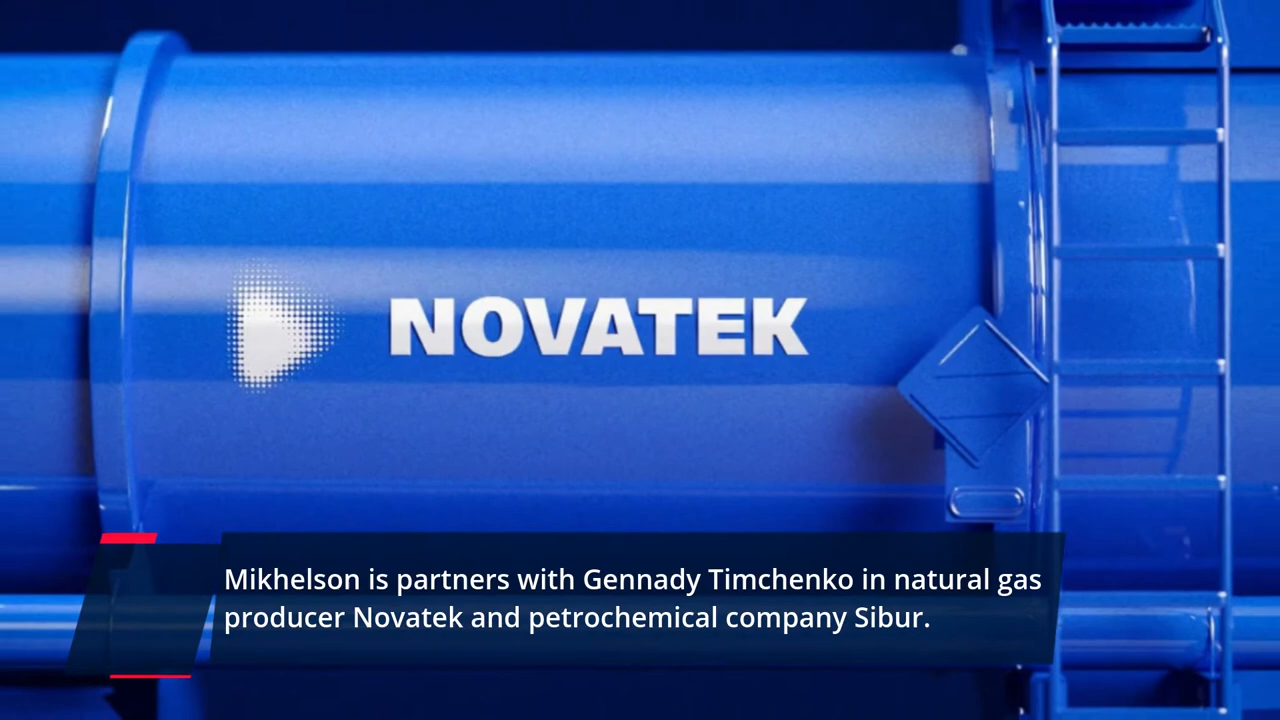 NOVATEK
Mikhelson is partners with Gennady Timchenko in natural gas
producer Novatek and petrochemical company Sibur.